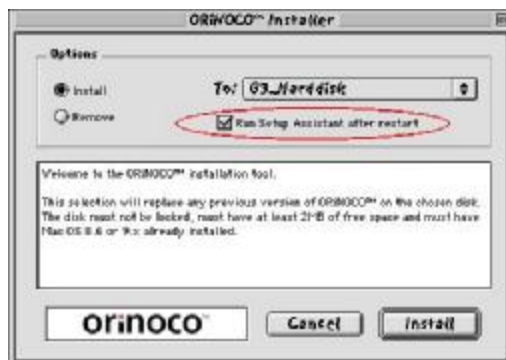 ORiNOCO™ Installer
Options
Install
To: G3_Harddisk
Remove
Run Setup Assistant after restart
Welcome to the ORiNOCO™ installation tool.
This selection will replace any previous version of ORiNOCO™ on the chosen disk.
The disk must not be locked, must have at least 2MB of free space and must have
Mac OS 8.6 or 9.x already installed.
orinoco™
Cancel
Install